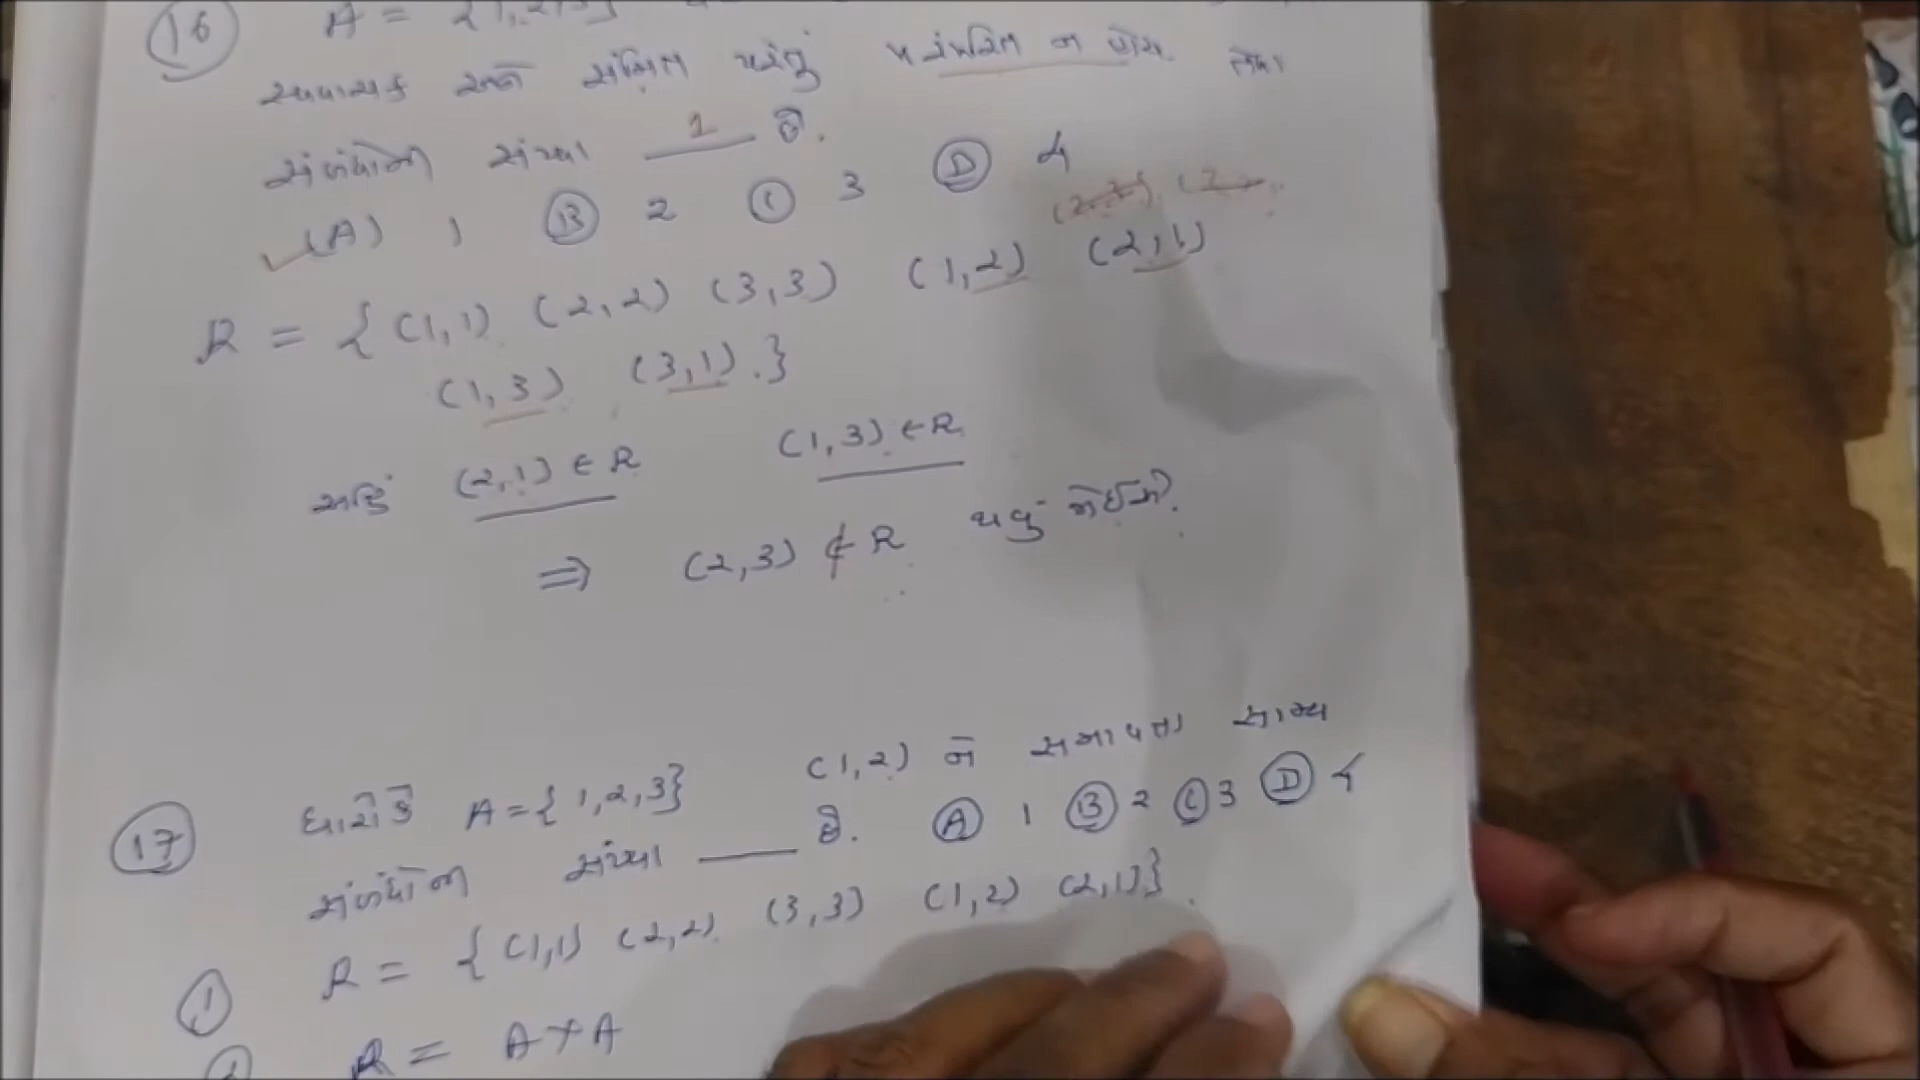 (16) A = {1,2,3}
સ્વવાચક અને સંમિત પરંતુ પરંપરિત ન હોય તેવા
સંબંધોની સંખ્યા 1 છે.
(A) 1 (B) 2 (C) 3 (D) 4
R = {(1,1) (2,2) (3,3) (1,2) (2,1)
(1,3) (3,1).}
અહિં (2,1) ∈ R (1,3) ∈ R
⇒ (2,3) ∉ R થવું જોઈએ.
(17) ધારો કે A = {1,2,3} (1,2) ને સમાવતા સામ્ય
સંબંધોની સંખ્યા ____ છે. (A) 1 (B) 2 (C) 3 (D) 4
(1) R = {(1,1) (2,2) (3,3) (1,2) (2,1)}.
(2) R = A × A